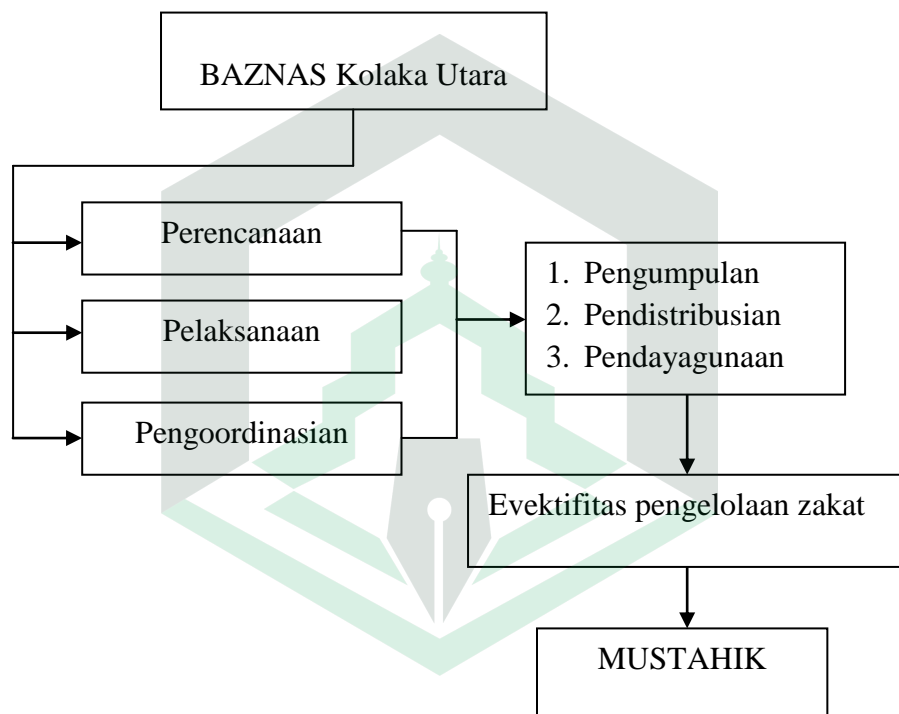 BAZNAS Kolaka Utara
Perencanaan
Pelaksanaan
Pengoordinasian
1. Pengumpulan
2. Pendistribusian
3. Pendayagunaan
Evektifitas pengelolaan zakat
MUSTAHIK